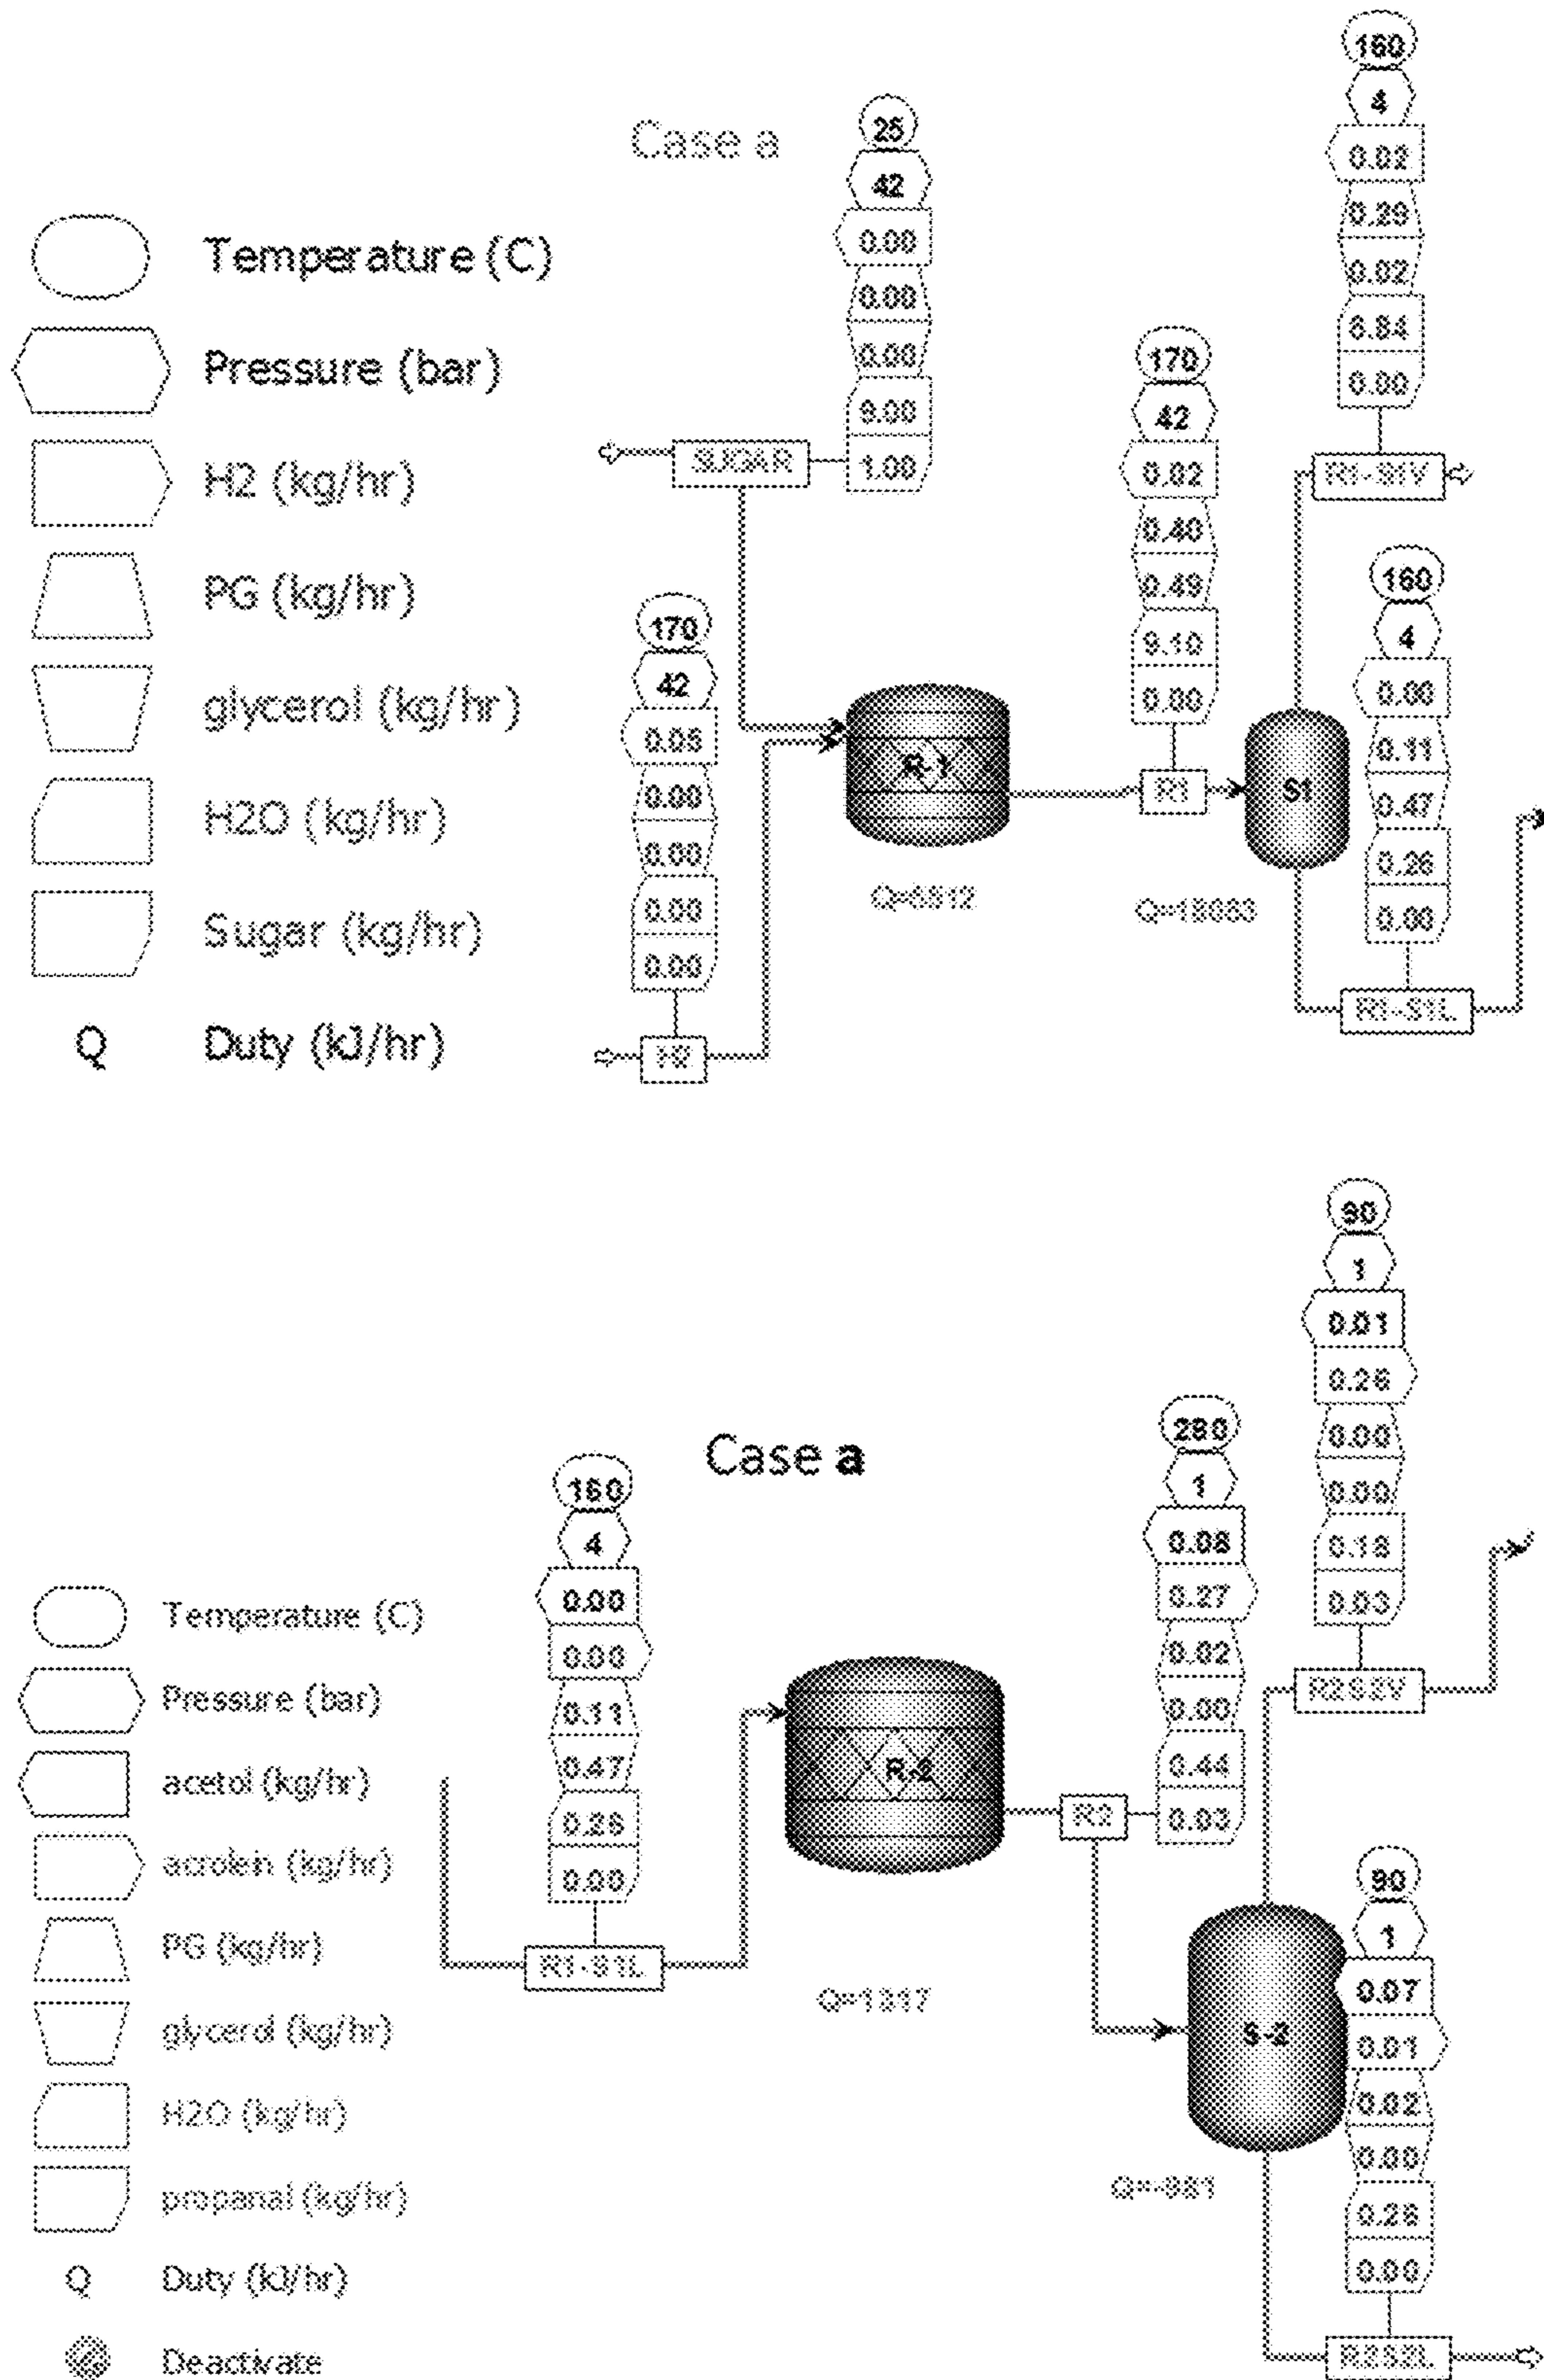 Case a
Temperature (C)
Pressure (bar)
H2 (kg/hr)
PG (kg/hr)
glycerol (kg/hr)
H2O (kg/hr)
Sugar (kg/hr)
Q Duty (kJ/hr)
25
42
0.00
0.00
0.00
9.00
1.00
SUGAR
170
42
0.05
0.00
0.00
0.00
0.00
H2
R-1
170
42
0.02
0.40
0.49
9.10
0.00
R1
S1
160
4
0.02
0.29
0.02
8.84
0.00
R1-S1V
160
4
0.00
0.11
0.47
0.26
0.00
R1-S1L
Case a
Temperature (C)
Pressure (bar)
acetol (kg/hr)
acrolein (kg/hr)
PG (kg/hr)
glycerol (kg/hr)
H2O (kg/hr)
propanal (kg/hr)
Q Duty (kJ/hr)
Deactivate
160
4
0.00
0.00
0.11
0.47
0.26
0.00
R1-S1L
R-2
Q=1317
280
1
0.08
0.27
0.02
0.00
0.44
0.03
R2
90
1
0.01
0.26
0.00
0.00
0.18
0.03
R2S2V
S-2
Q=-981
90
1
0.07
0.01
0.02
0.00
0.26
0.00
R2S2L